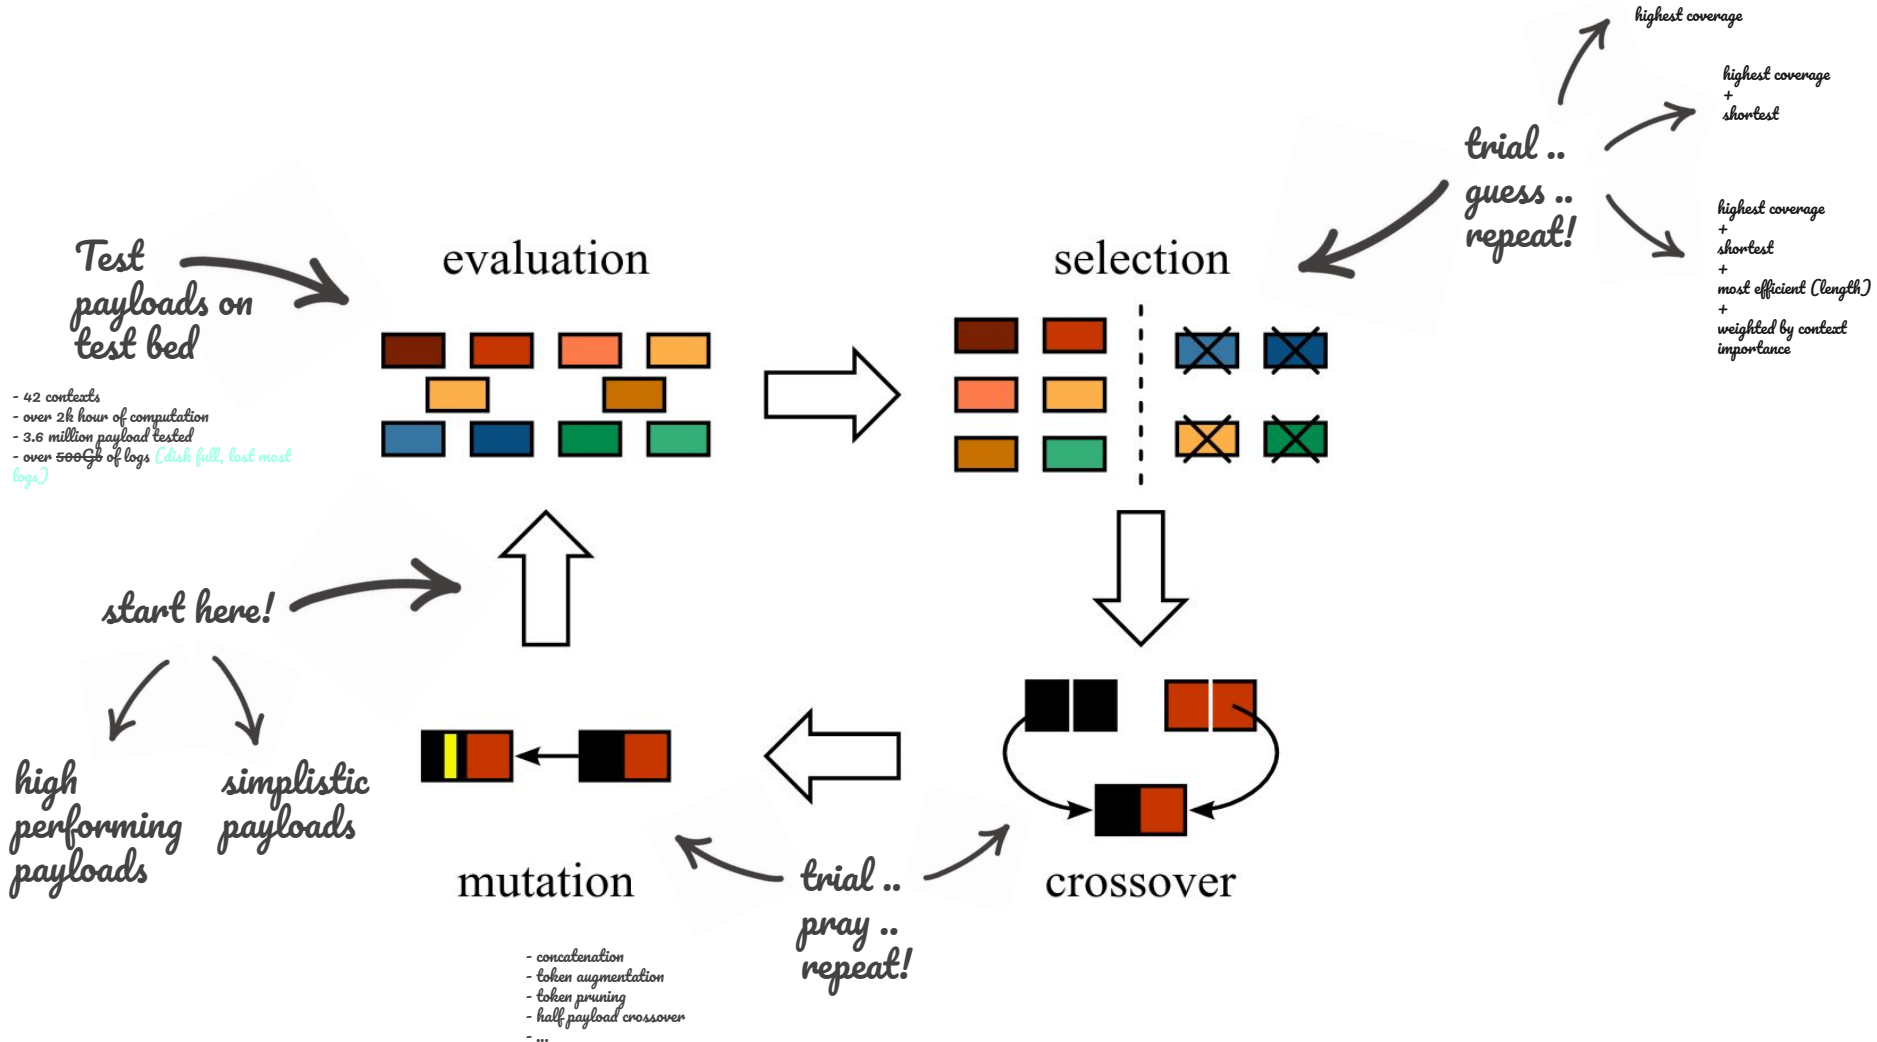 highest coverage
highest coverage
+
shortest
trial ..
guess ..
repeat!
highest coverage
+
shortest
+
most efficient (length)
+
weighted by context
importance
Test
payloads on
test bed
evaluation
selection
- 42 contexts
- over 2k hour of computation
- 3.6 million payload tested
- over 500Gb of logs (disk full, lost most
logs)
start here!
high
performing
payloads
simplistic
payloads
mutation
crossover
trial ..
pray ..
repeat!
- concatenation
- token augmentation
- token pruning
- half payload crossover
- ...